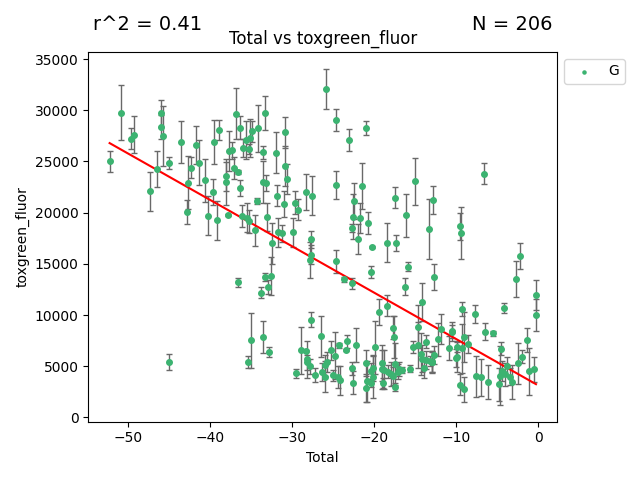 r^2 = 0.41
N = 206
Total vs toxgreen_fluor
G
35000
30000
25000
20000
15000
10000
5000
0
toxgreen_fluor
−50
−40
−30
−20
−10
0
Total